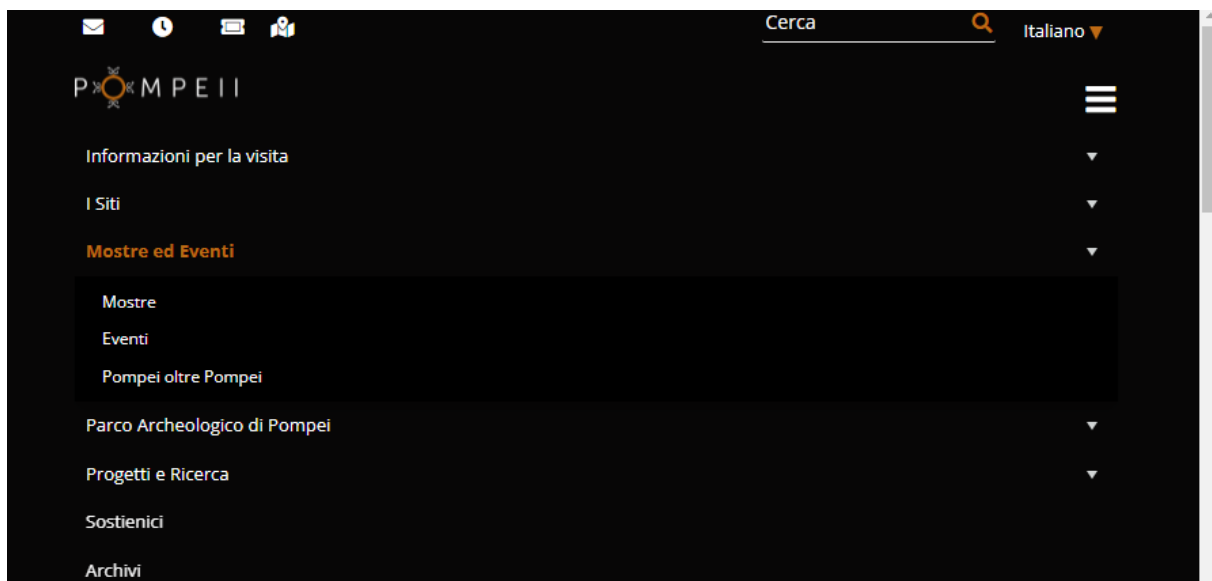 Cerca
Italiano
POMPEII
Informazioni per la visita
I Siti
Mostre ed Eventi
Mostre
Eventi
Pompei oltre Pompei
Parco Archeologico di Pompei
Progetti e Ricerca
Sostienici
Archivi